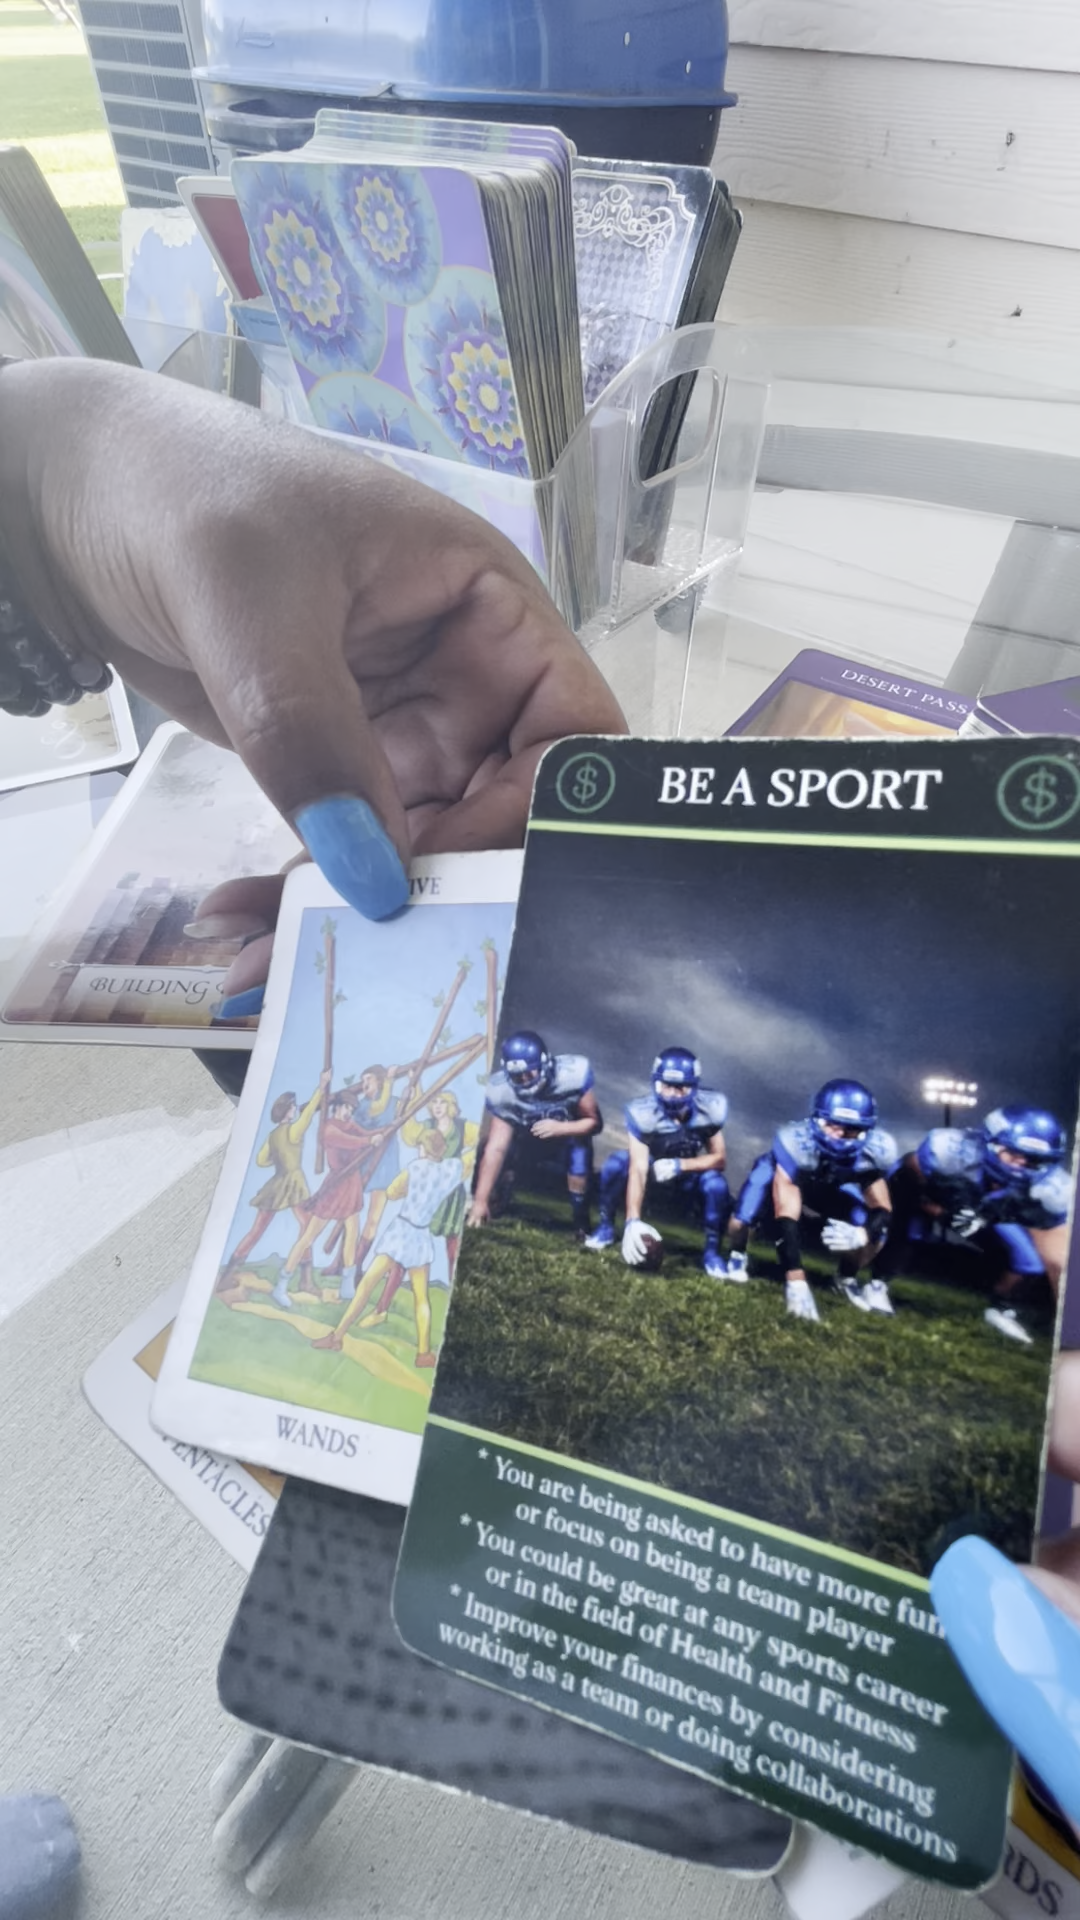 DESERT PASS
$ BE A SPORT $
IVE
BUILDING
WANDS
PENTACLES
* You are being asked to have more fun
or focus on being a team player
* You could be great at any sports career
or in the field of Health and Fitness
* Improve your finances by considering
working as a team or doing collaborations
RDS